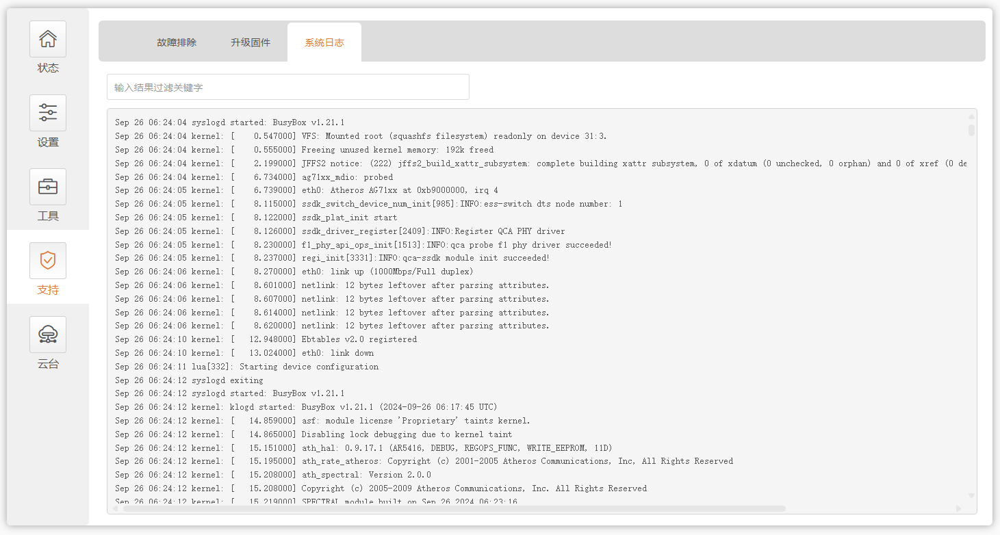 状态
设置
工具
支持
云台
故障排除 升级固件 系统日志
输入结果过滤关键字
Sep 26 06:24:04 syslogd started: BusyBox v1.21.1
Sep 26 06:24:04 kernel: [    0.547000] VFS: Mounted root (squashfs filesystem) readonly on device 31:3.
Sep 26 06:24:04 kernel: [    0.555000] Freeing unused kernel memory: 192k freed
Sep 26 06:24:04 kernel: [    2.199000] JFFS2 notice: (222) jffs2_build_xattr_subsystem: complete building xattr subsystem, 0 of xdatum (0 unchecked, 0 orphan) and 0 of xref (0 de
Sep 26 06:24:04 kernel: [    6.734000] ag71xx_mdio: probed
Sep 26 06:24:04 kernel: [    6.739000] eth0: Atheros AG71xx at 0xb9000000, irq 4
Sep 26 06:24:05 kernel: [    8.115000] ssdk_switch_device_num_init[985]:INFO:ess-switch dts node number: 1
Sep 26 06:24:05 kernel: [    8.122000] ssdk_plat_init start
Sep 26 06:24:05 kernel: [    8.126000] ssdk_driver_register[2409]:INFO:Register QCA PHY driver
Sep 26 06:24:05 kernel: [    8.230000] f1_phy_api_ops_init[1513]:INFO:qca probe f1 phy driver succeeded!
Sep 26 06:24:05 kernel: [    8.237000] regi_init[3331]:INFO:qca-ssdk module init succeeded!
Sep 26 06:24:06 kernel: [    8.270000] eth0: link up (1000Mbps/Full duplex)
Sep 26 06:24:06 kernel: [    8.601000] netlink: 12 bytes leftover after parsing attributes.
Sep 26 06:24:06 kernel: [    8.607000] netlink: 12 bytes leftover after parsing attributes.
Sep 26 06:24:06 kernel: [    8.614000] netlink: 12 bytes leftover after parsing attributes.
Sep 26 06:24:06 kernel: [    8.620000] netlink: 12 bytes leftover after parsing attributes.
Sep 26 06:24:10 kernel: [   12.948000] Ebtables v2.0 registered
Sep 26 06:24:10 kernel: [   13.024000] eth0: link down
Sep 26 06:24:11 lua[332]: Starting device configuration
Sep 26 06:24:12 syslogd exiting
Sep 26 06:24:12 syslogd started: BusyBox v1.21.1
Sep 26 06:24:12 kernel: klogd started: BusyBox v1.21.1 (2024-09-26 06:17:45 UTC)
Sep 26 06:24:12 kernel: [   14.859000] asf: module license 'Proprietary' taints kernel.
Sep 26 06:24:12 kernel: [   14.865000] Disabling lock debugging due to kernel taint
Sep 26 06:24:12 kernel: [   15.151000] ath_hal: 0.9.17.1 (AR5416, DEBUG, REGOPS_FUNC, WRITE_EEPROM, 11D)
Sep 26 06:24:12 kernel: [   15.195000] ath_rate_atheros: Copyright (c) 2001-2005 Atheros Communications, Inc, All Rights Reserved
Sep 26 06:24:12 kernel: [   15.208000] ath_spectral: Version 2.0.0
Sep 26 06:24:12 kernel: [   15.208000] Copyright (c) 2005-2009 Atheros Communications, Inc. All Rights Reserved
Sep 26 06:24:12 kernel: [   15.219000] SPECTRAL module built on Sep 26 2024 06:23:16